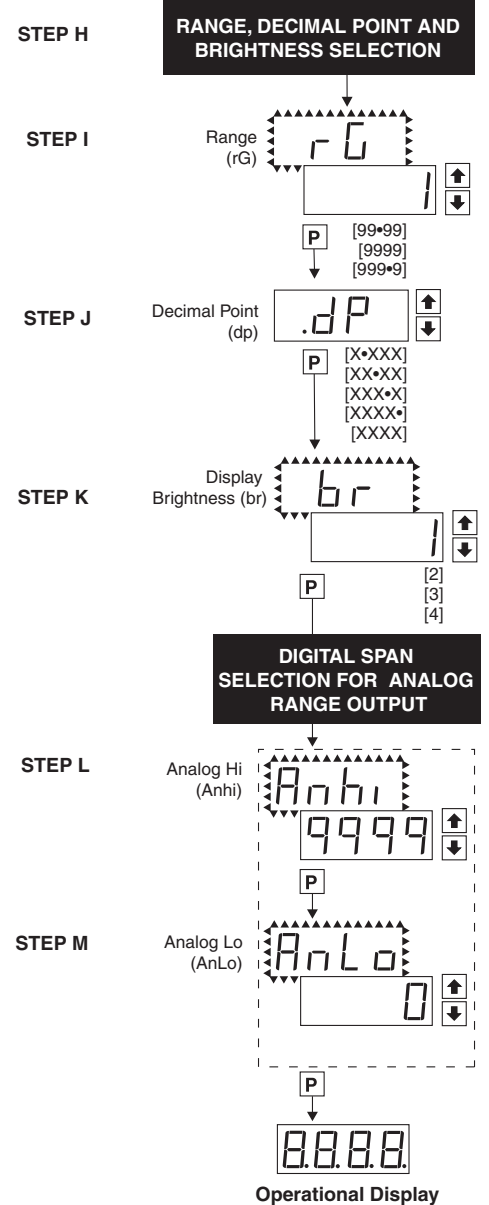 STEP H
RANGE, DECIMAL POINT AND
BRIGHTNESS SELECTION
STEP I
Range
(rG)
rG
1
P
[99•99]
[9999]
[999•9]
STEP J
Decimal Point
(dp)
.dP
P
[X•XXX]
[XX•XX]
[XXX•X]
[XXXX•]
[XXXX]
STEP K
Display
Brightness (br)
br
1
P
[2]
[3]
[4]
DIGITAL SPAN
SELECTION FOR ANALOG
RANGE OUTPUT
STEP L
Analog Hi
(Anhi)
Anhi
9999
P
STEP M
Analog Lo
(AnLo)
AnLo
0
P
8.8.8.8.
Operational Display